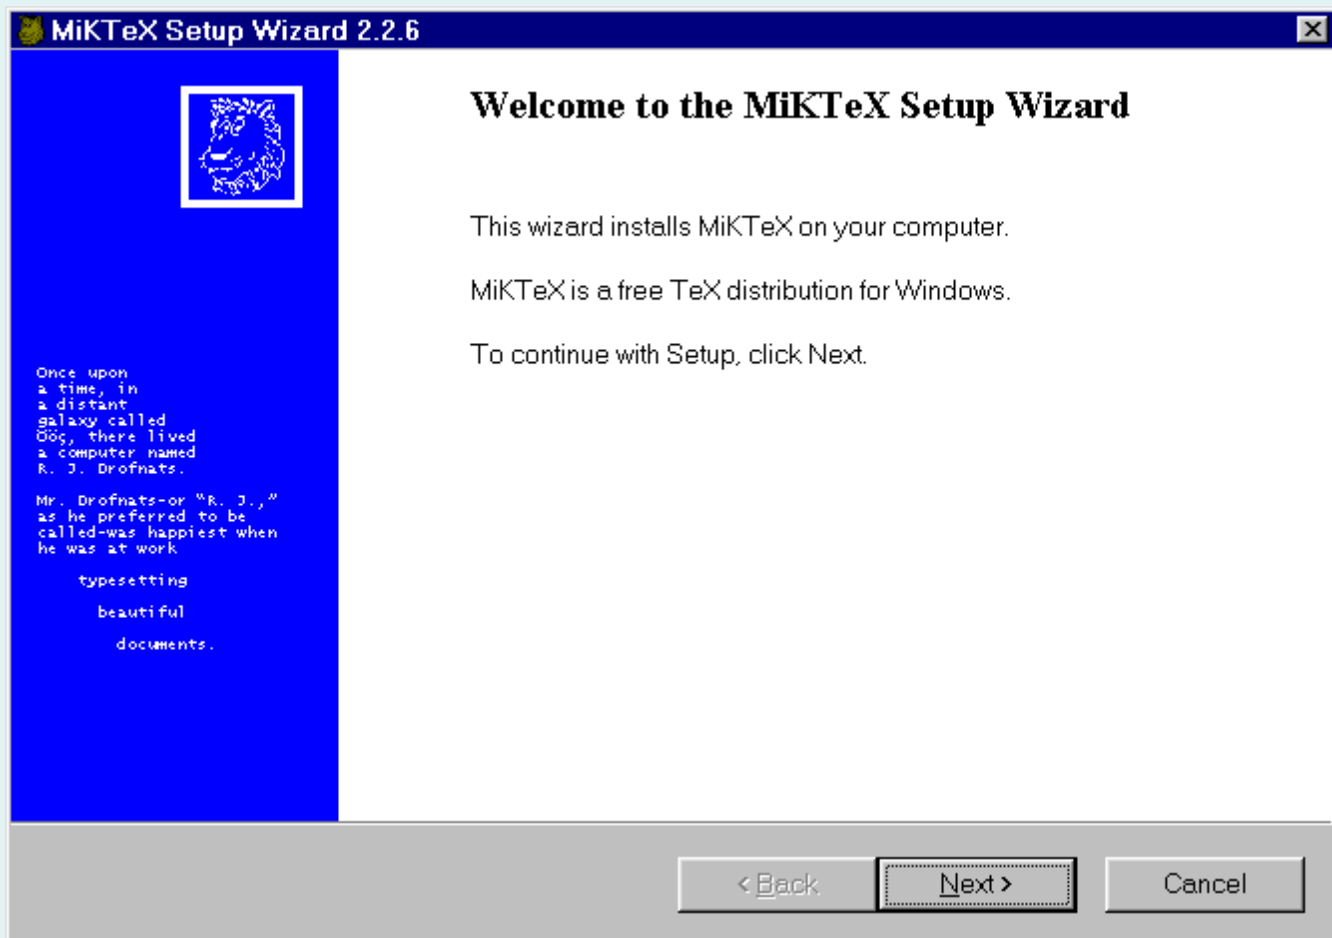 MiKTeX Setup Wizard 2.2.6
Welcome to the MiKTeX Setup Wizard
This wizard installs MiKTeX on your computer.
MiKTeX is a free TeX distribution for Windows.
To continue with Setup, click Next.
Once upon
a time, in
a distant
galaxy called
Ööç, there lived
a computer named
R. J. Drofnats.
Mr. Drofnats-or “R. J.,”
as he preferred to be
called-was happiest when
he was at work
typesetting
beautiful
documents.
< Back
Next >
Cancel